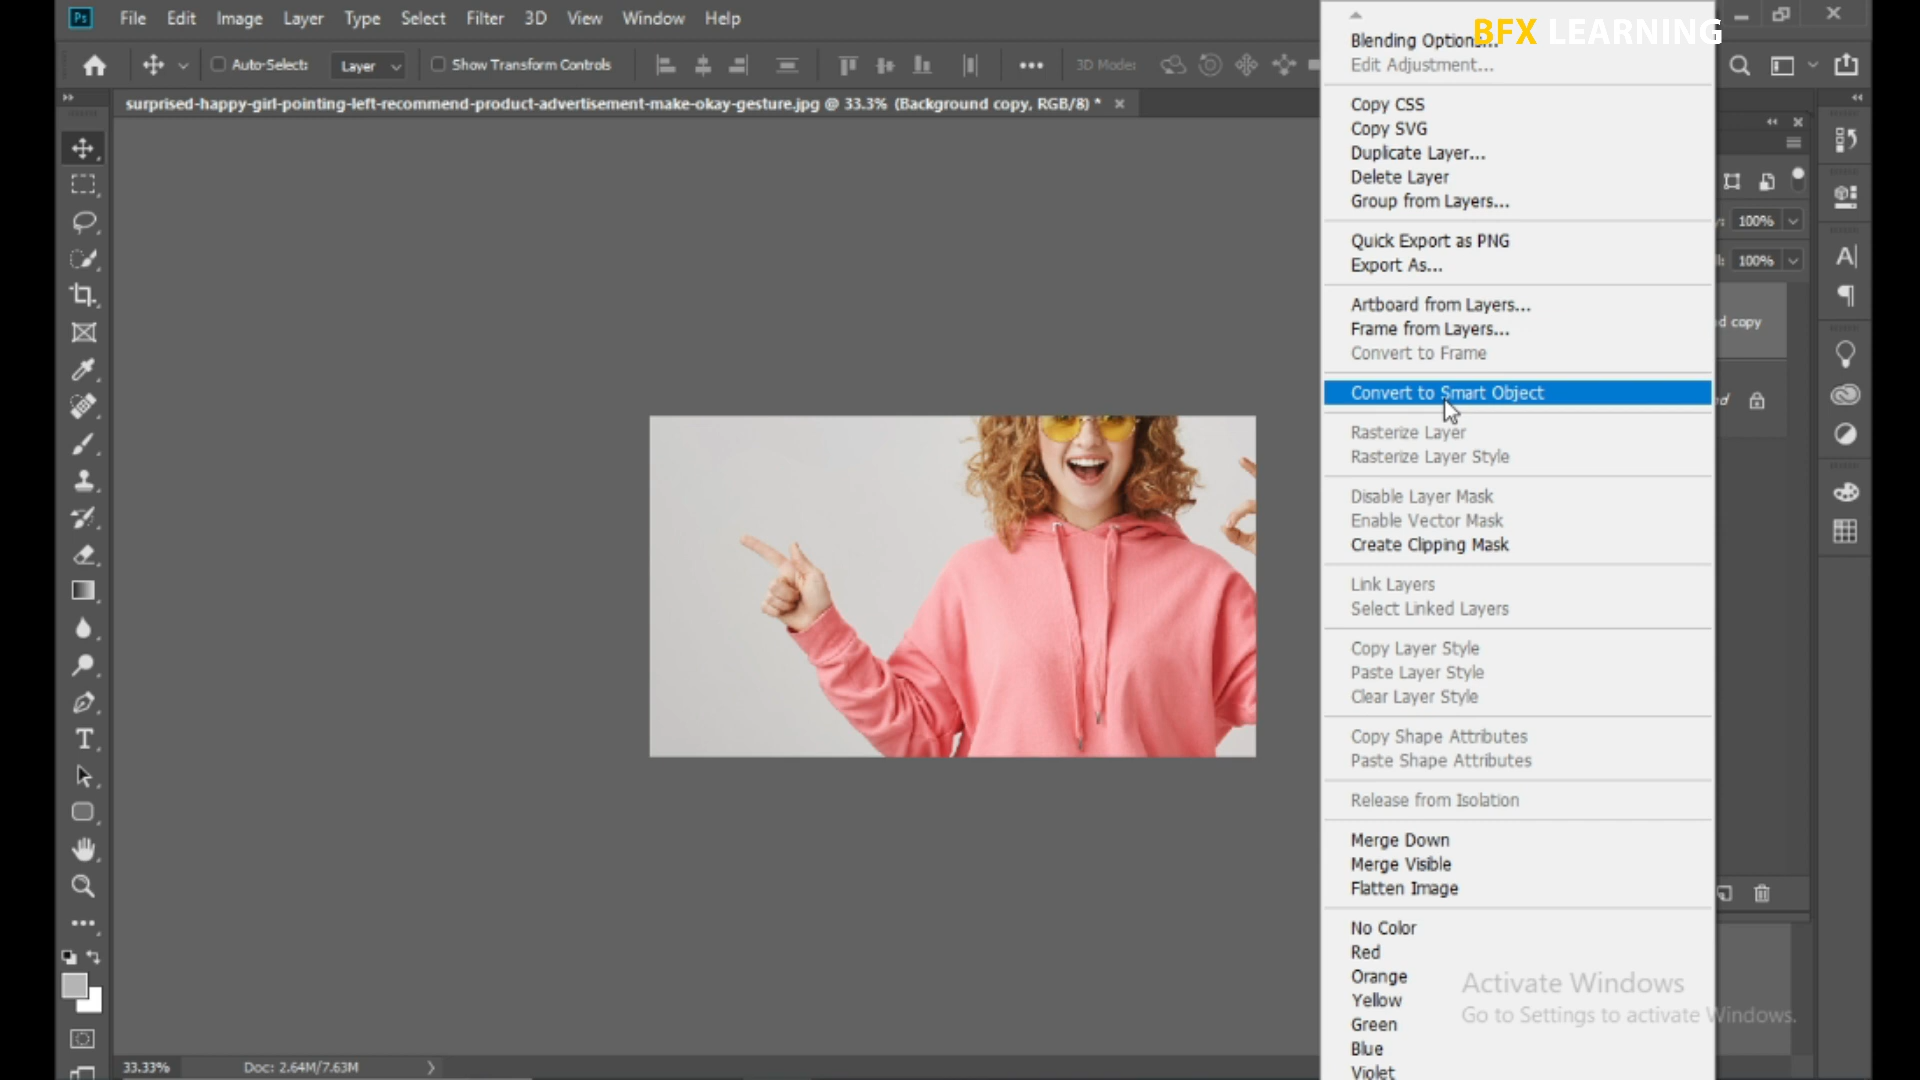 File Edit Image Layer Type Select Filter 3D View Window Help
BFX LEARNING
Auto-Select: Layer Show Transform Controls 3D Mode:
surprised-happy-girl-pointing-left-recommend-product-advertisement-make-okay-gesture.jpg @ 33.3% (Background copy, RGB/8) *
Blending Options...
Edit Adjustment...
Copy CSS
Copy SVG
Duplicate Layer...
Delete Layer
Group from Layers...
Quick Export as PNG
Export As...
Artboard from Layers...
Frame from Layers...
Convert to Frame
Convert to Smart Object
Rasterize Layer
Rasterize Layer Style
Disable Layer Mask
Enable Vector Mask
Create Clipping Mask
Link Layers
Select Linked Layers
Copy Layer Style
Paste Layer Style
Clear Layer Style
Copy Shape Attributes
Paste Shape Attributes
Release from Isolation
Merge Down
Merge Visible
Flatten Image
No Color
Red
Orange
Yellow
Green
Blue
Violet
100%
100%
d copy
Activate Windows
Go to Settings to activate Windows.
33.33% Doc: 2.64M/7.63M